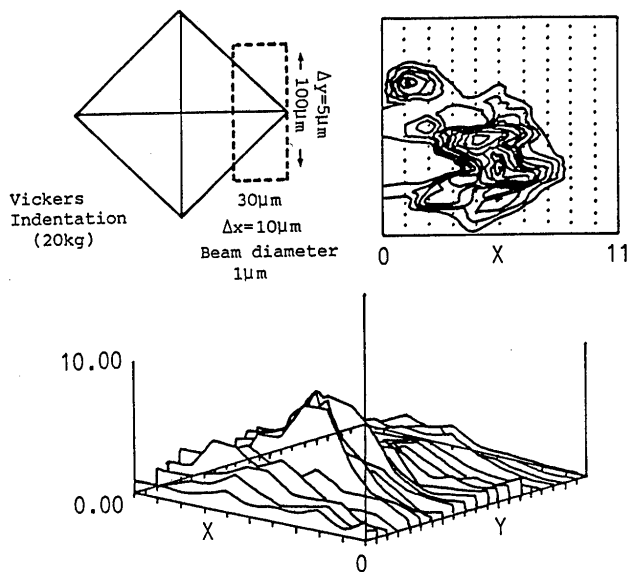 Δy=5μm
100μm
Vickers
Indentation
(20kg)
30μm
Δx=10μm
Beam diameter
1μm
0 X 11
10.00
0.00
X
Y
0